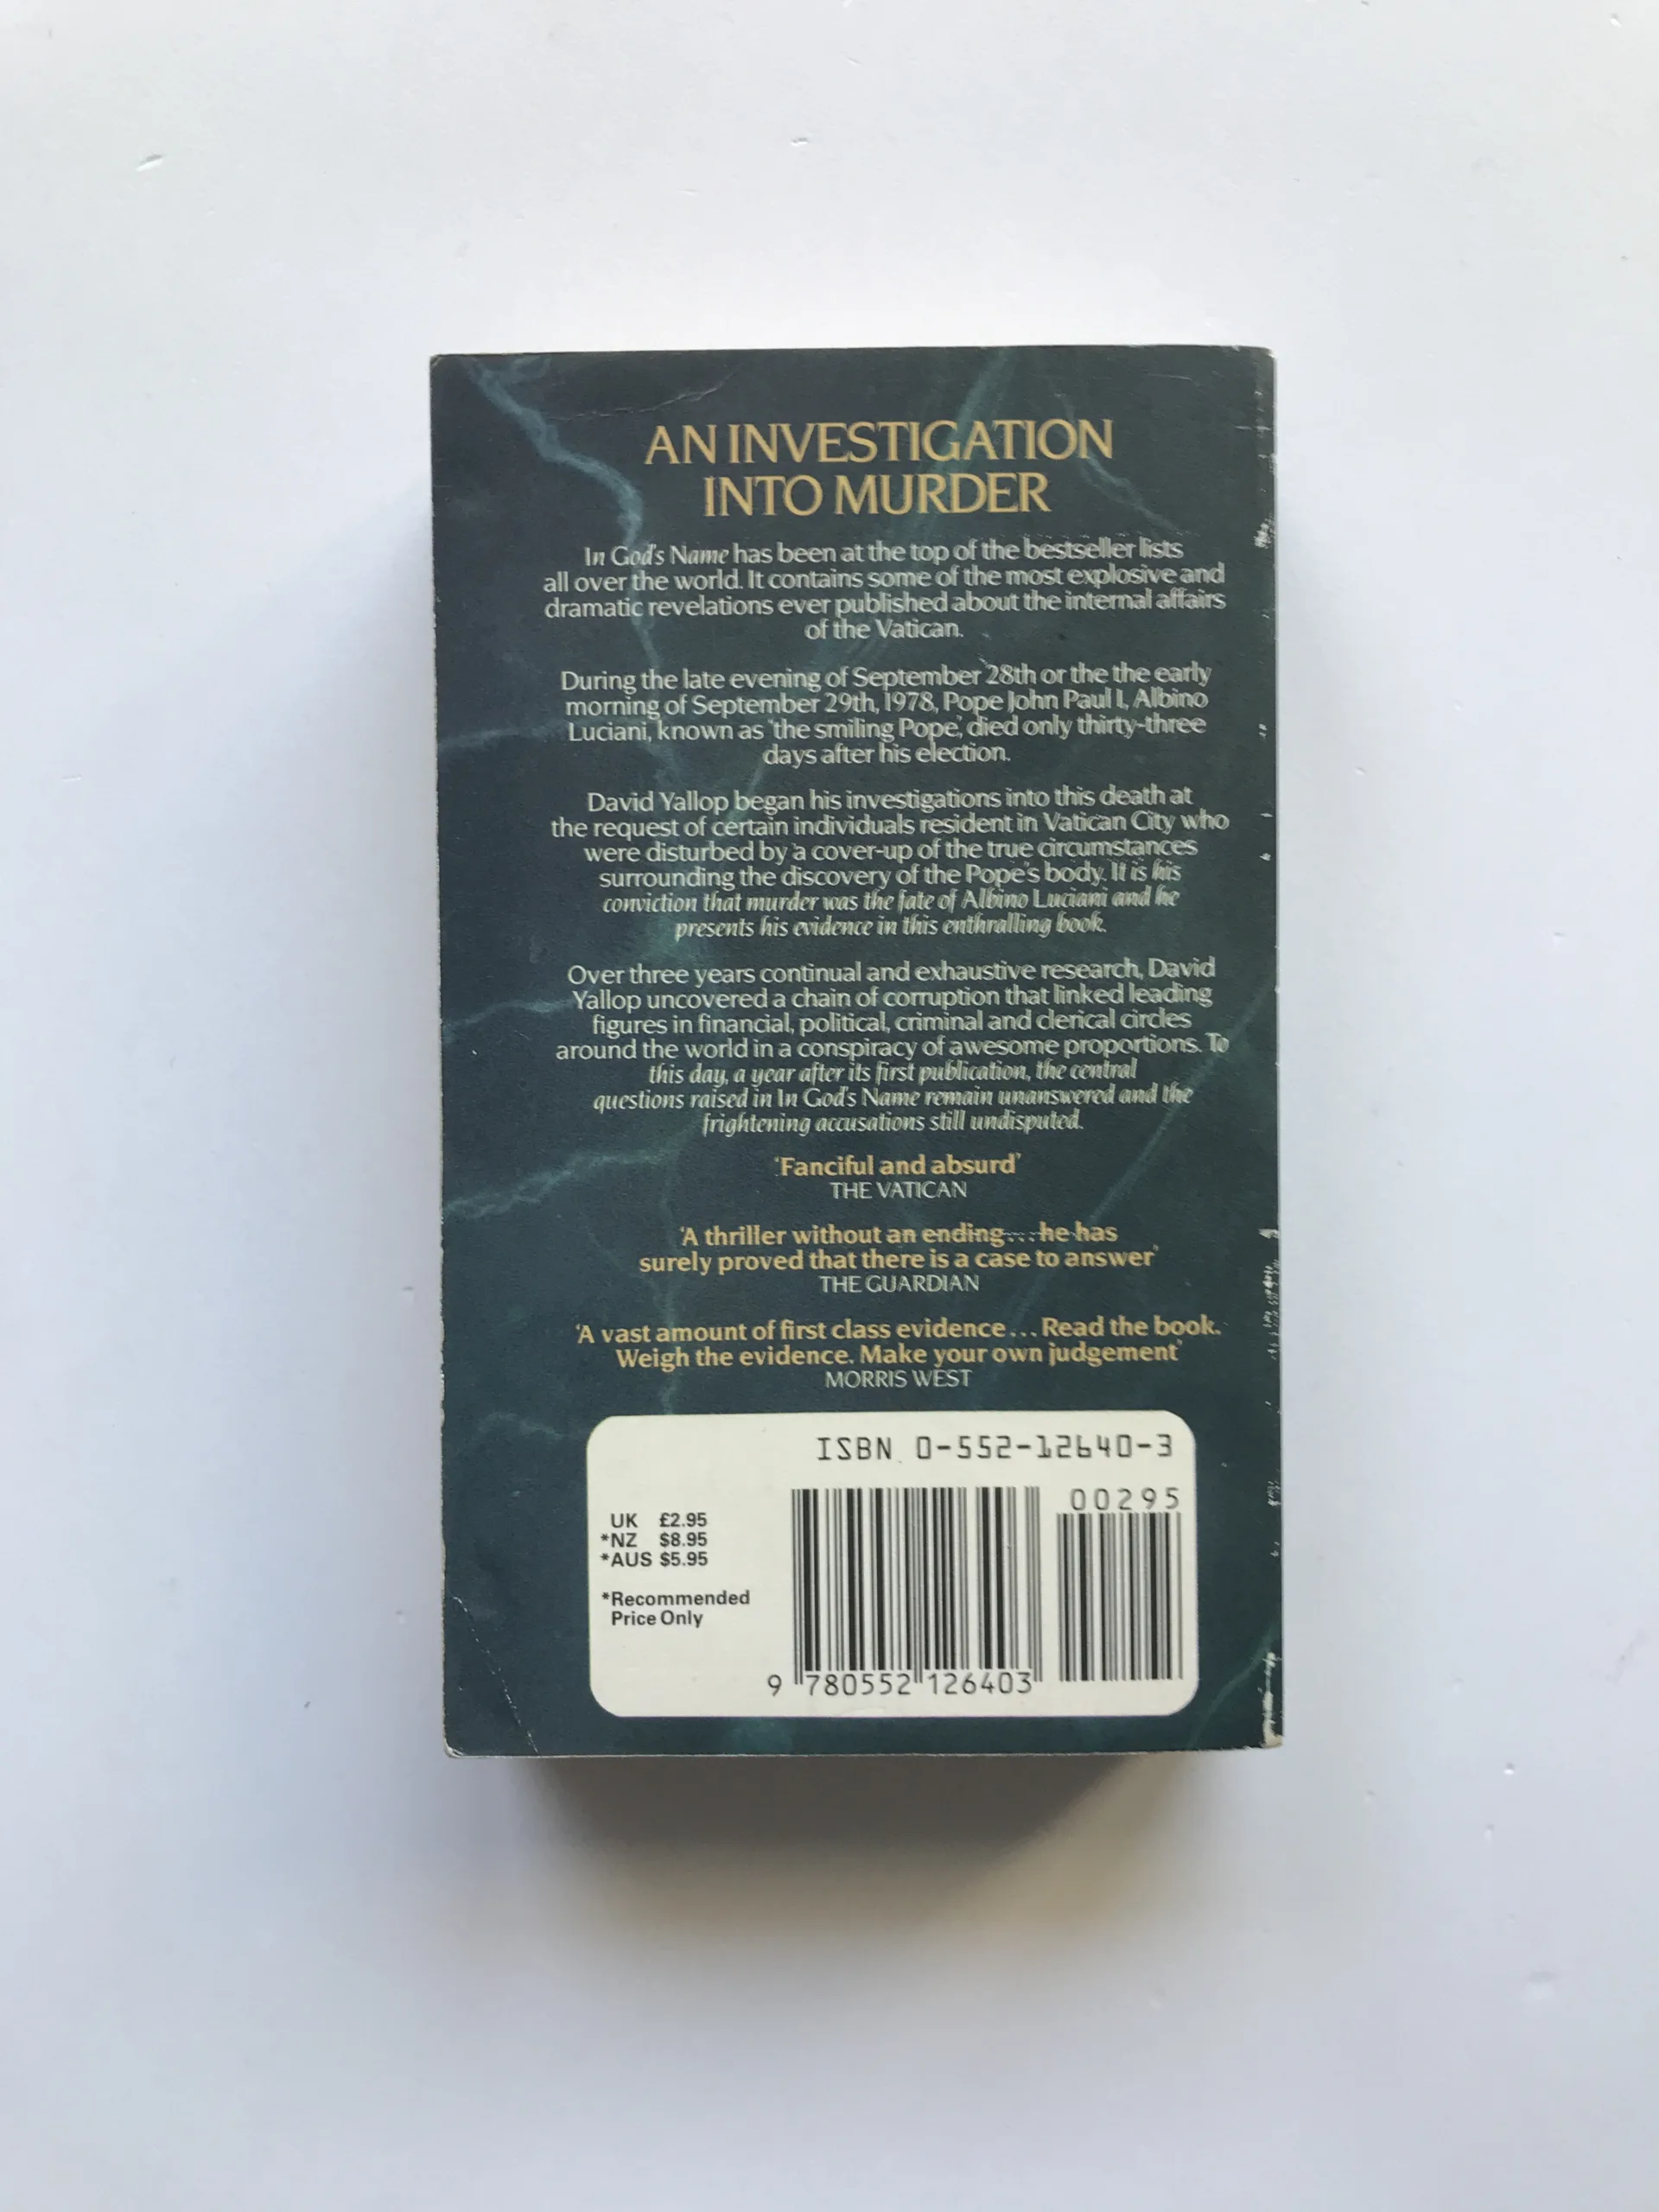 AN INVESTIGATION
INTO MURDER
In God's Name has been at the top of the bestseller lists
all over the world. It contains some of the most explosive and
dramatic revelations ever published about the internal affairs
of the Vatican.
During the late evening of September 28th or the the early
morning of September 29th, 1978, Pope John Paul I, Albino
Luciani, known as 'the smiling Pope', died only thirty-three
days after his election.
David Yallop began his investigations into this death at
the request of certain individuals resident in Vatican City who
were disturbed by a cover-up of the true circumstances
surrounding the discovery of the Pope's body. It is his
conviction that murder was the fate of Albino Luciani and he
presents his evidence in this enthralling book.
Over three years continual and exhaustive research, David
Yallop uncovered a chain of corruption that linked leading
figures in financial, political, criminal and clerical circles
around the world in a conspiracy of awesome proportions. To
this day, a year after its first publication, the central
questions raised in In God's Name remain unanswered and the
frightening accusations still undisputed.
'Fanciful and absurd'
THE VATICAN
'A thriller without an ending... he has
surely proved that there is a case to answer'
THE GUARDIAN
'A vast amount of first class evidence... Read the book.
Weigh the evidence. Make your own judgement'
MORRIS WEST
ISBN 0-552-12640-3
00295
UK £2.95
*NZ $8.95
*AUS $5.95
*Recommended
Price Only
9 780552 126403